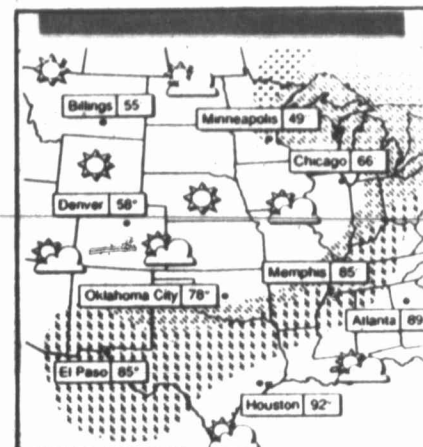 Billings 55
Minneapolis 49
Chicago 66
Denver 58°
Memphis 85
Oklahoma City 78°
Atlanta 89
El Paso 85°
Houston 92°